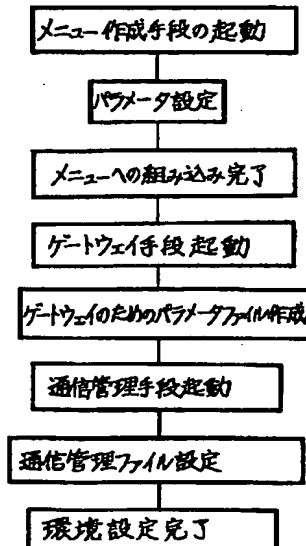 メニュー作成手段の起動
パラメータ設定
メニューへの組み込み完了
ゲートウェイ手段起動
ゲートウェイのためのパラメータファイル作成
通信管理手段起動
通信管理ファイル設定
環境設定完了